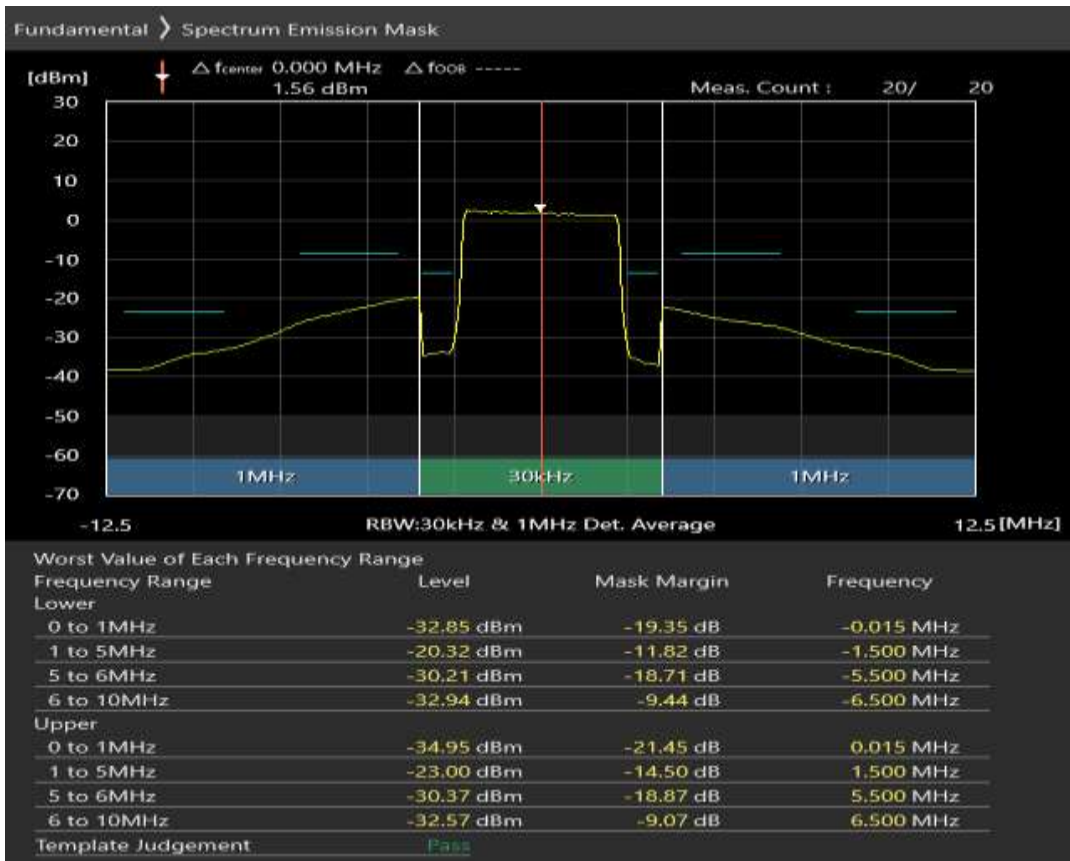 Fundamental ❭ Spectrum Emission Mask
[dBm] △ fcenter 0.000 MHz △ fOOB -----
1.56 dBm Meas. Count : 20/ 20
30
20
10
0
-10
-20
-30
-40
-50
-60
1MHz 30kHz 1MHz
-70
-12.5 RBW:30kHz & 1MHz Det. Average 12.5 [MHz]
Worst Value of Each Frequency Range
Frequency Range Level Mask Margin Frequency
Lower
0 to 1MHz -32.85 dBm -19.35 dB -0.015 MHz
1 to 5MHz -20.32 dBm -11.82 dB -1.500 MHz
5 to 6MHz -30.21 dBm -18.71 dB -5.500 MHz
6 to 10MHz -32.94 dBm -9.44 dB -6.500 MHz
Upper
0 to 1MHz -34.95 dBm -21.45 dB 0.015 MHz
1 to 5MHz -23.00 dBm -14.50 dB 1.500 MHz
5 to 6MHz -30.37 dBm -18.87 dB 5.500 MHz
6 to 10MHz -32.57 dBm -9.07 dB 6.500 MHz
Template Judgement Pass